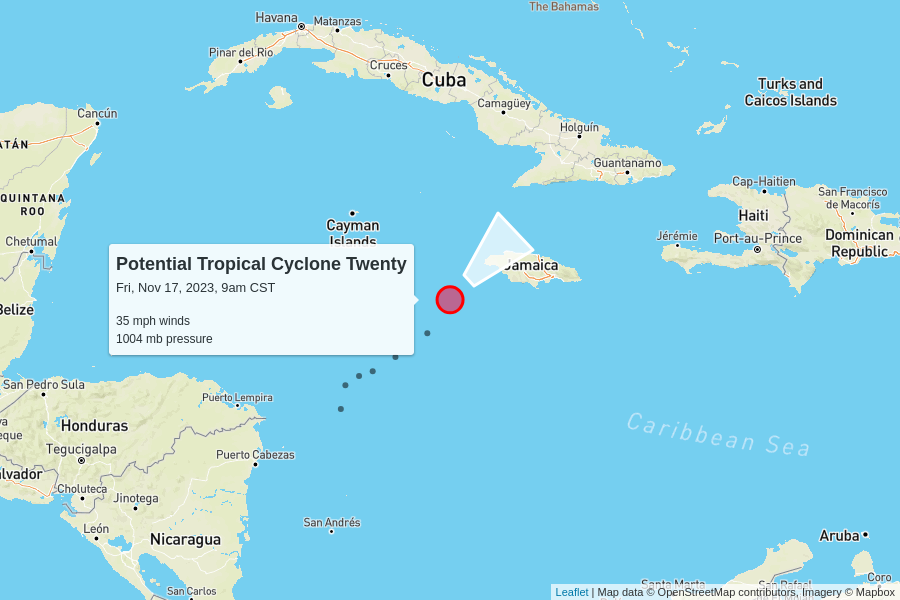 The Bahamas
Havana
Matanzas
Pinar del Rio
Cruces
Cuba
Turks and
Caicos Islands
Camagüey
Cancún
Holguín
Guantanamo
QUINTANA
ROO
Cap-Haitien
San Francisco
de Macorís
Haiti
Cayman
Islands
Jérémie
Port-au-Prince
Dominican
Republic
Chetumal
Jamaica
Potential Tropical Cyclone Twenty
Fri, Nov 17, 2023, 9am CST
35 mph winds
1004 mb pressure
Belize
San Pedro Sula
Puerto Lempira
Honduras
Tegucigalpa
Caribbean Sea
Puerto Cabezas
Choluteca
Jinotega
San Andrés
León
Nicaragua
Aruba
San Carlos
Santa Marta
San Rafael
Coro
Leaflet | Map data © OpenStreetMap contributors, Imagery © Mapbox